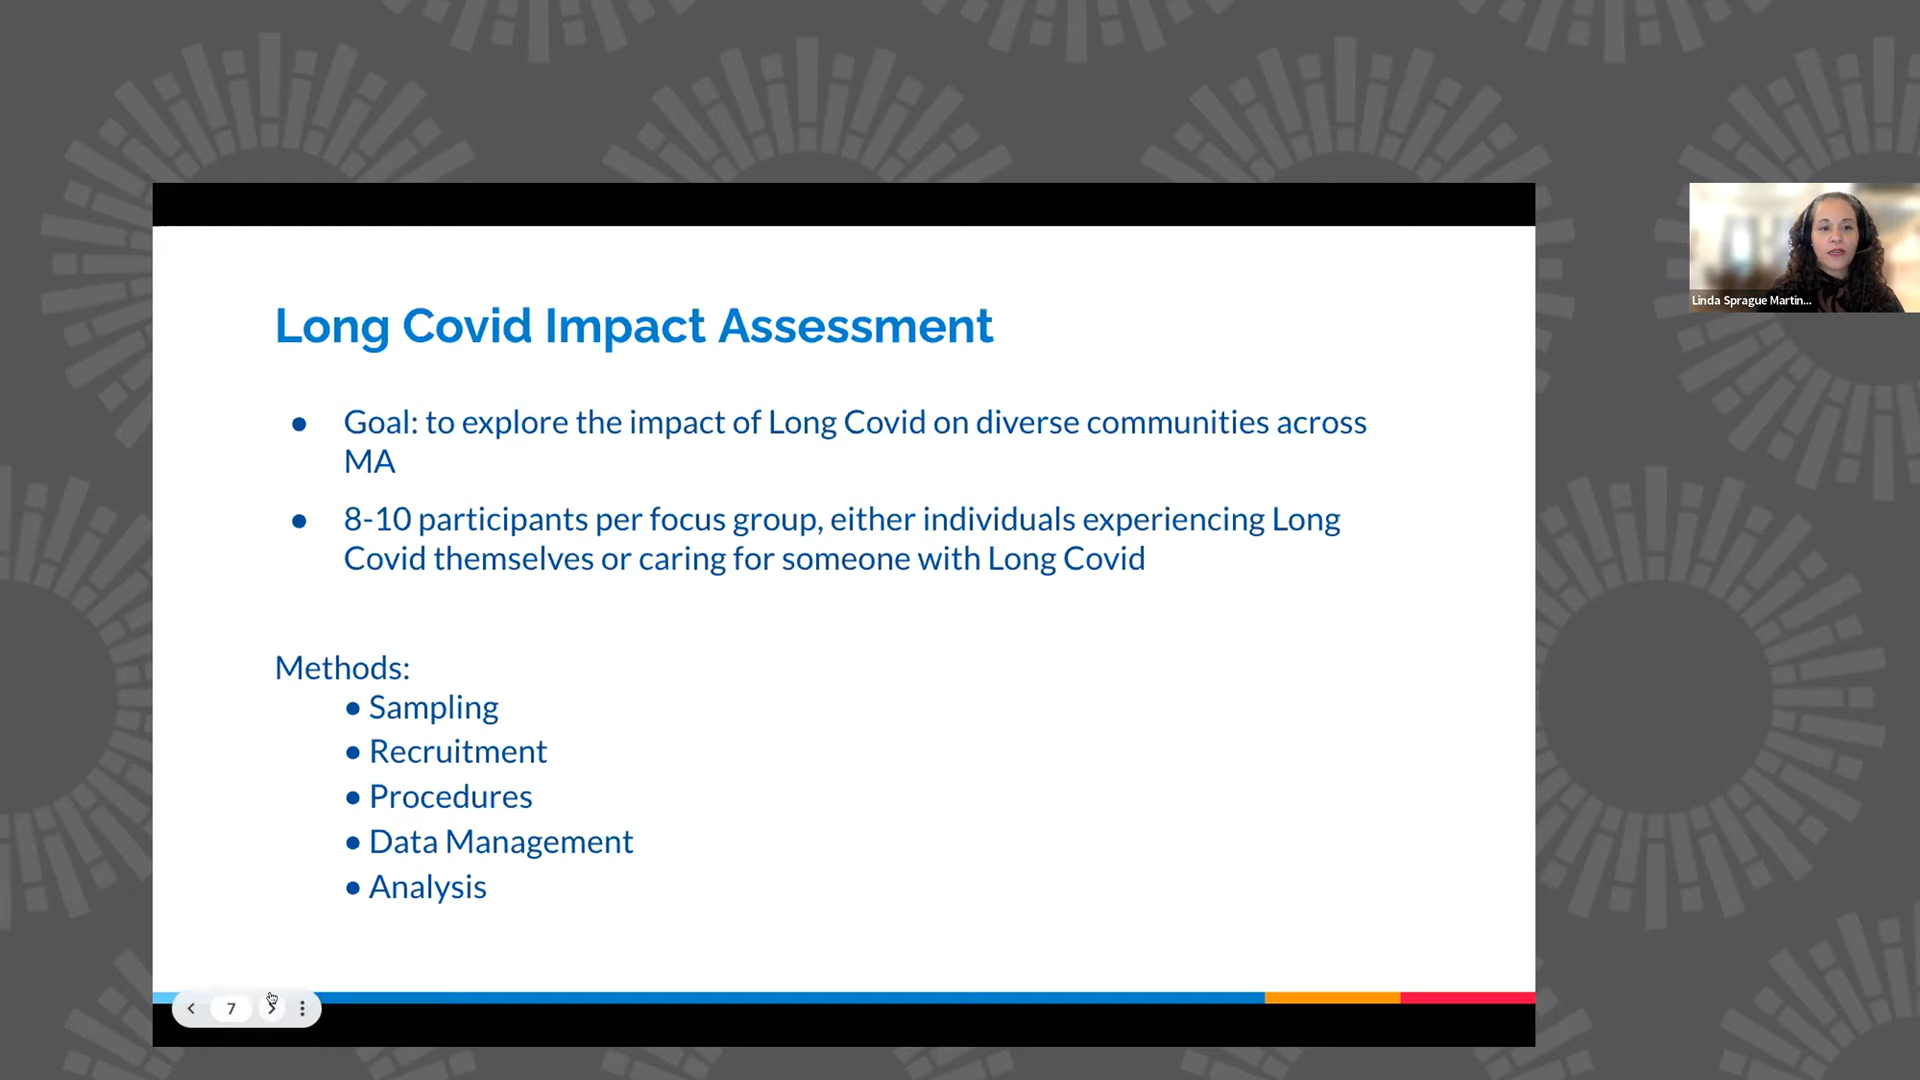 Long Covid Impact Assessment
● Goal: to explore the impact of Long Covid on diverse communities across
MA
● 8-10 participants per focus group, either individuals experiencing Long
Covid themselves or caring for someone with Long Covid
Methods:
● Sampling
● Recruitment
● Procedures
● Data Management
● Analysis
7
Linda Sprague Martin...